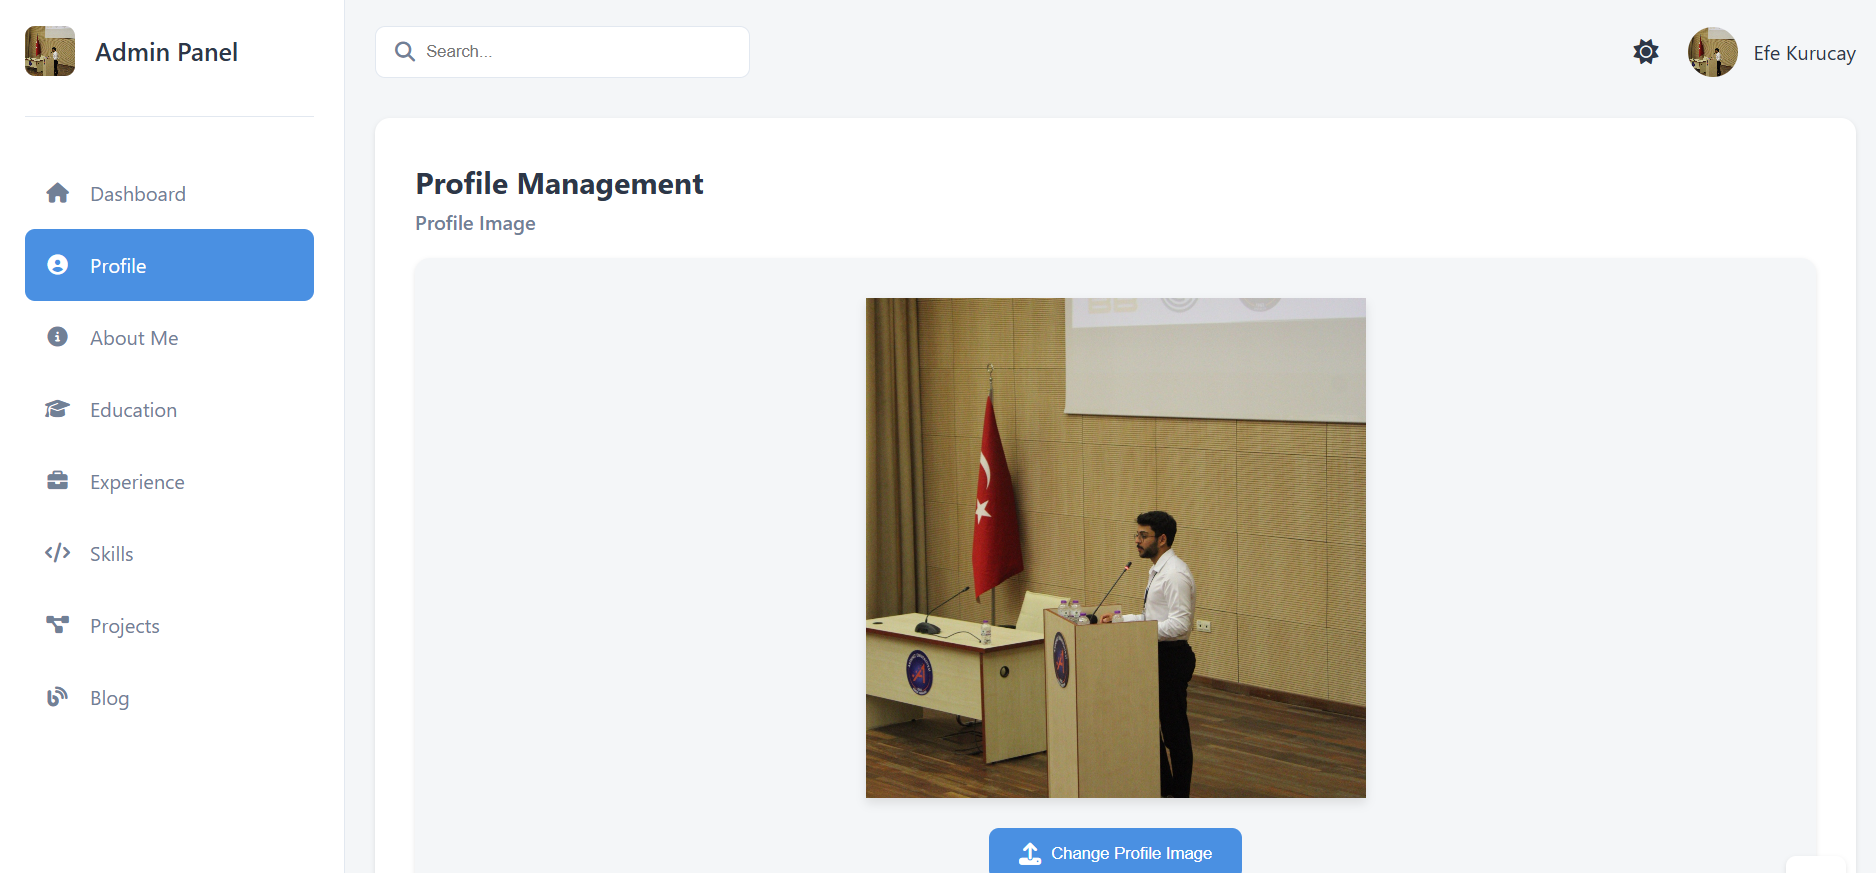 Admin Panel
Search...
Efe Kurucay
Dashboard
Profile
About Me
Education
Experience
Skills
Projects
Blog
Profile Management
Profile Image
Change Profile Image